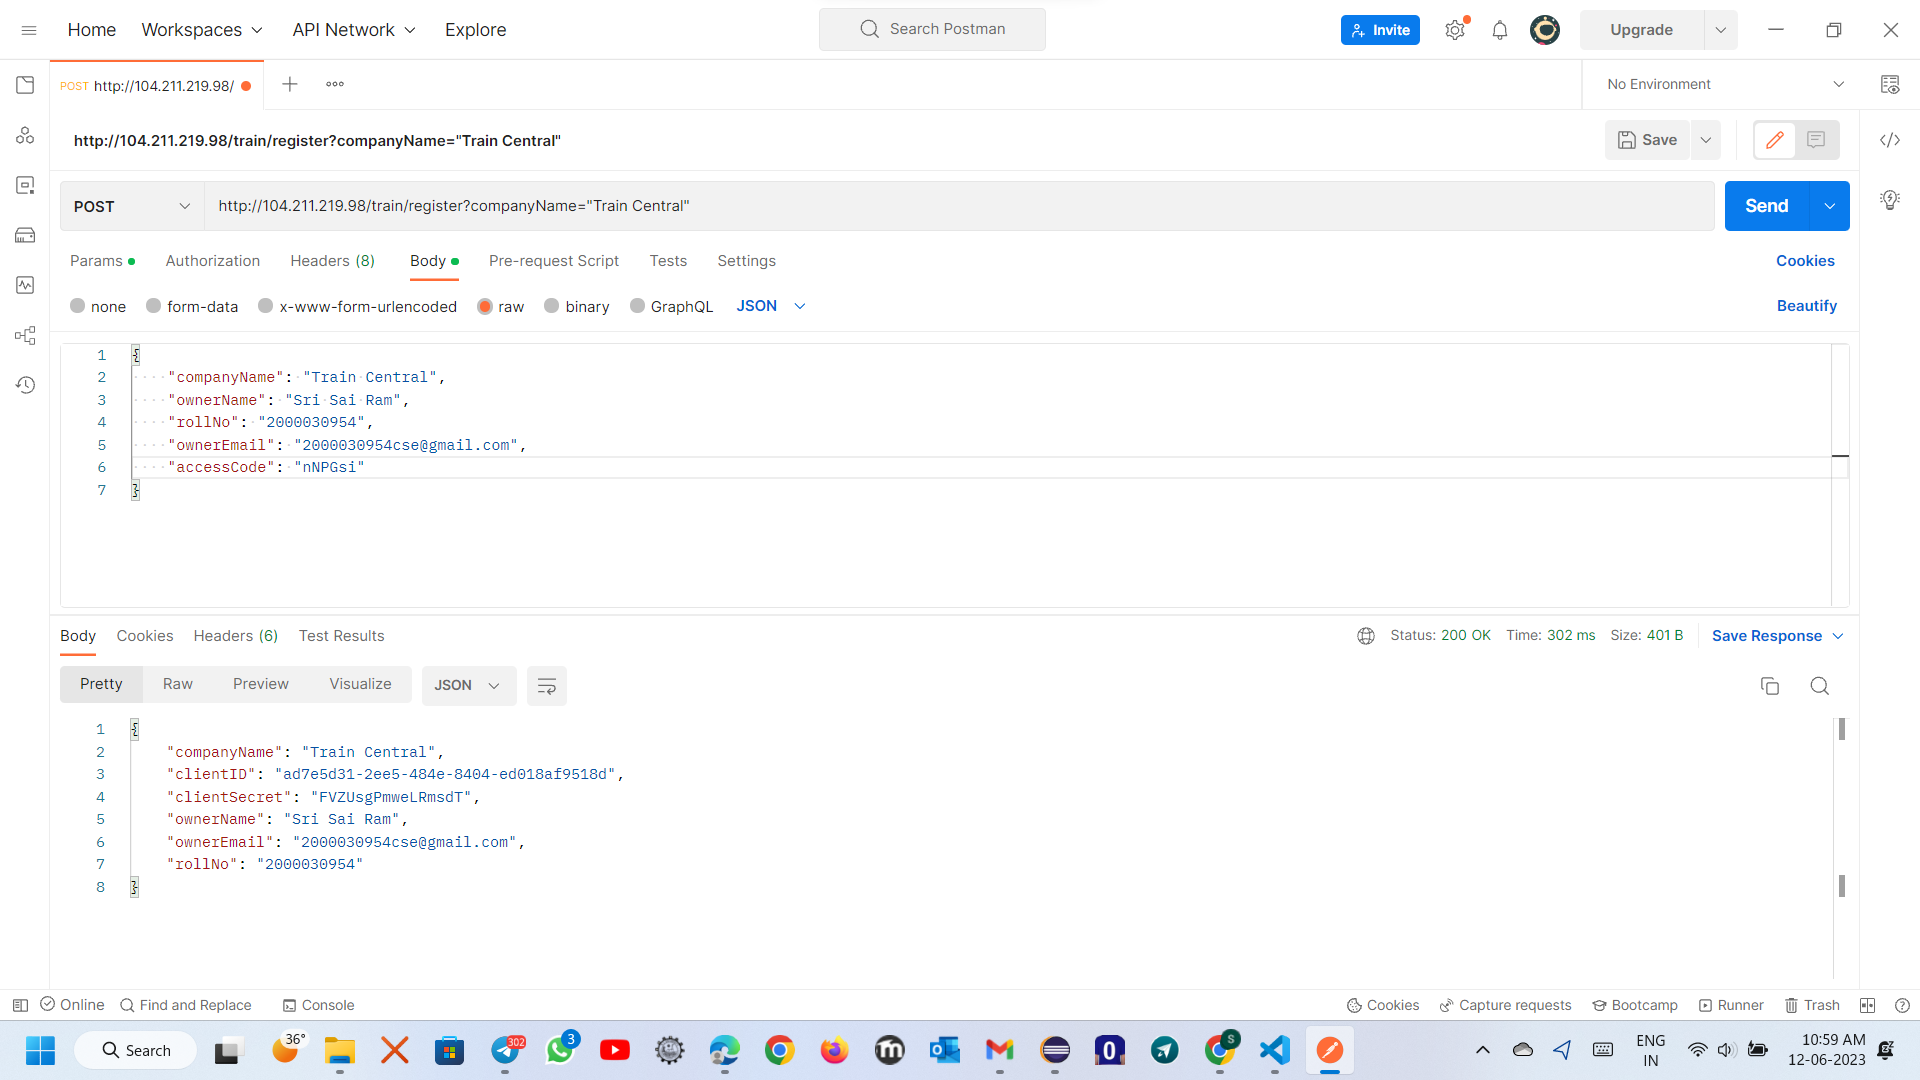 Home Workspaces API Network Explore Search Postman Invite Upgrade
POST http://104.211.219.98/ No Environment
http://104.211.219.98/train/register?companyName="Train Central" Save
POST http://104.211.219.98/train/register?companyName="Train Central" Send
Params Authorization Headers (8) Body Pre-request Script Tests Settings Cookies
none form-data x-www-form-urlencoded raw binary GraphQL JSON Beautify
1 {
2 "companyName": "Train Central",
3 "ownerName": "Sri Sai Ram",
4 "rollNo": "2000030954",
5 "ownerEmail": "2000030954cse@gmail.com",
6 "accessCode": "nNPGsi"
7 }
Body Cookies Headers (6) Test Results Status: 200 OK Time: 302 ms Size: 401 B Save Response
Pretty Raw Preview Visualize JSON
1 {
2 "companyName": "Train Central",
3 "clientID": "ad7e5d31-2ee5-484e-8404-ed018af9518d",
4 "clientSecret": "FVZUsgPmweLRmsdT",
5 "ownerName": "Sri Sai Ram",
6 "ownerEmail": "2000030954cse@gmail.com",
7 "rollNo": "2000030954"
8 }
Online Find and Replace Console Cookies Capture requests Bootcamp Runner Trash
Search 36° 302 3 S ENG 10:59 AM
IN 12-06-2023